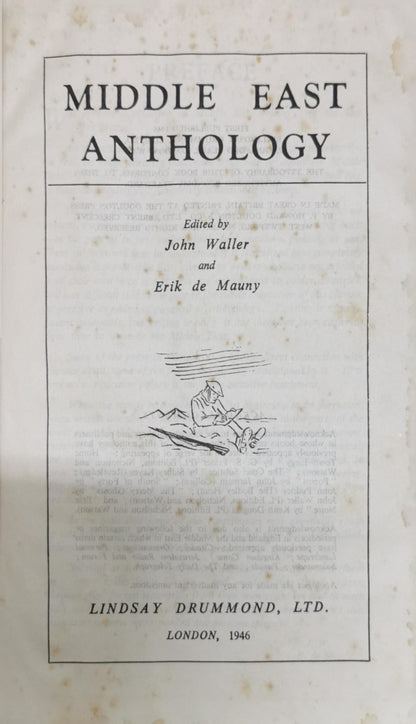 MIDDLE EAST
ANTHOLOGY
Edited by
John Waller
and
Erik de Mauny
LINDSAY DRUMMOND, LTD.
LONDON, 1946